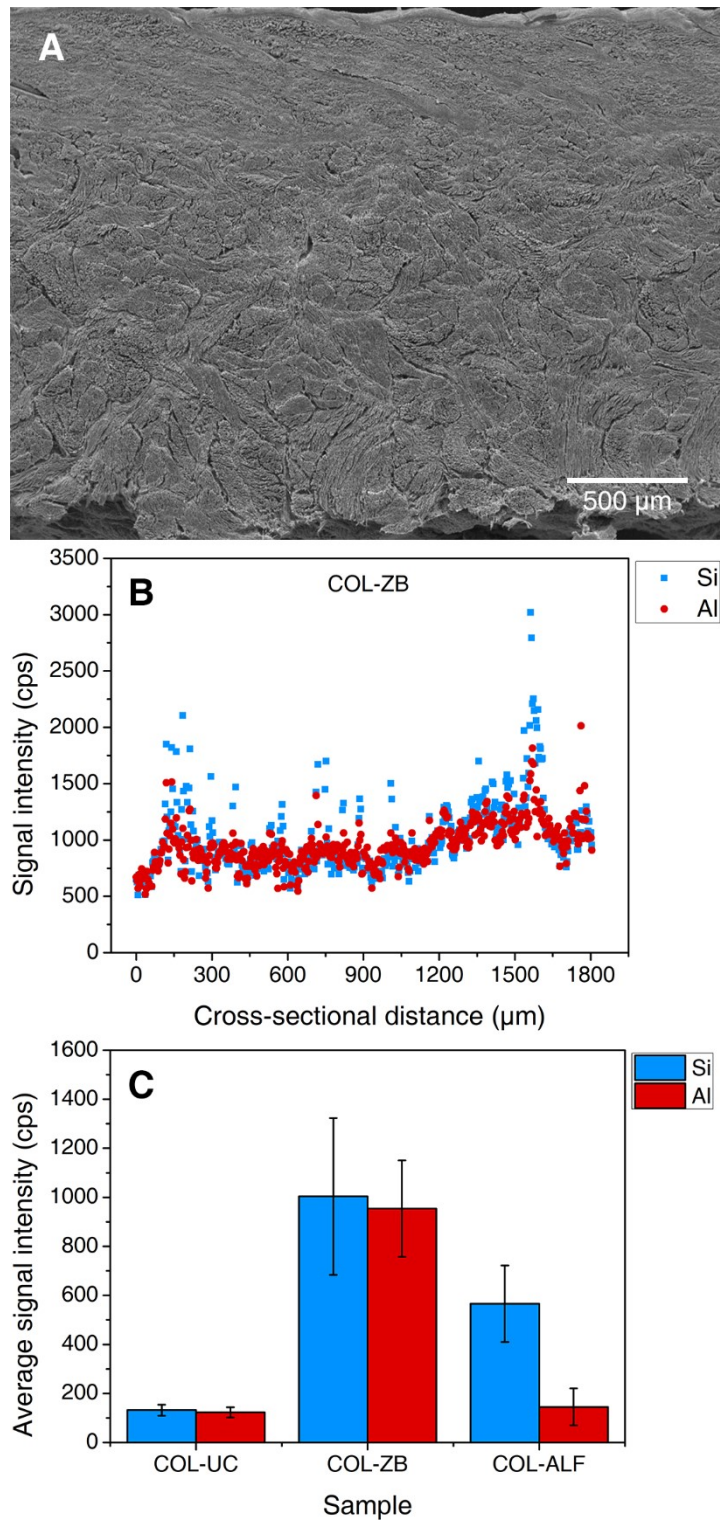 A
500 µm
B
COL-ZB
Si
Al
3500
3000
2500
2000
1500
1000
500
0
Signal intensity (cps)
0 300 600 900 1200 1500 1800
Cross-sectional distance (µm)
C
Si
Al
1600
1400
1200
1000
800
600
400
200
0
Average signal intensity (cps)
COL-UC COL-ZB COL-ALF
Sample